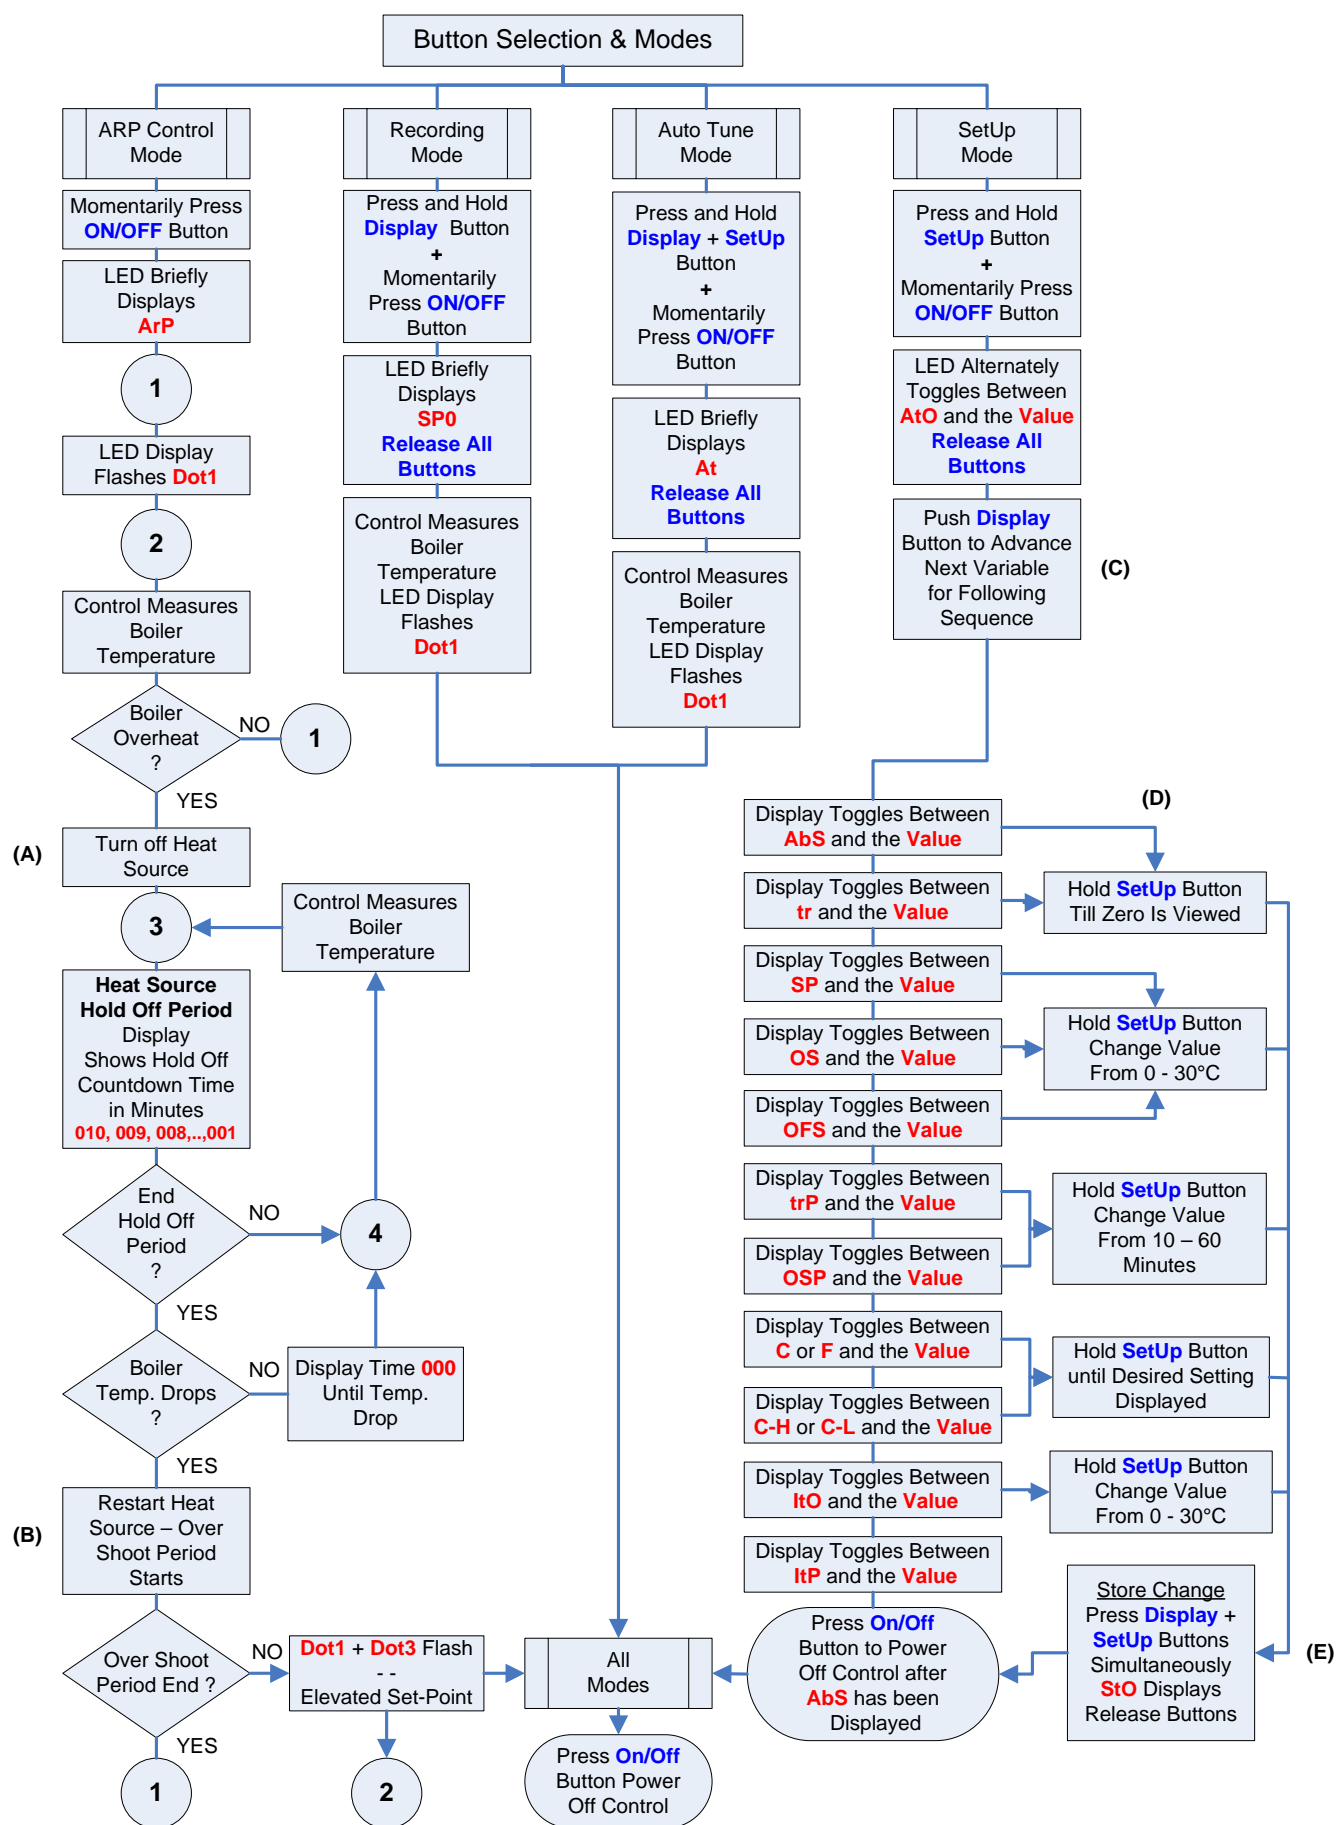 Button Selection & Modes
ARP Control
Mode
Momentarily Press
ON/OFF Button
LED Briefly
Displays
ArP
1
LED Display
Flashes Dot1
2
Control Measures
Boiler
Temperature
Boiler
Overheat
?
NO
1
YES
(A)
Turn off Heat
Source
3
Control Measures
Boiler
Temperature
Heat Source
Hold Off Period
Display
Shows Hold Off
Countdown Time
in Minutes
010, 009, 008,..,001
End
Hold Off
Period
?
NO
4
YES
Boiler
Temp. Drops
?
NO
Display Time 000
Until Temp.
Drop
YES
(B)
Restart Heat
Source – Over
Shoot Period
Starts
Over Shoot
Period End ?
NO
Dot1 + Dot3 Flash
- -
Elevated Set-Point
YES
1
2
Recording
Mode
Press and Hold
Display Button
+
Momentarily
Press ON/OFF
Button
LED Briefly
Displays
SP0
Release All
Buttons
Control Measures
Boiler
Temperature
LED Display
Flashes
Dot1
Auto Tune
Mode
Press and Hold
Display + SetUp
Button
+
Momentarily
Press ON/OFF
Button
LED Briefly
Displays
At
Release All
Buttons
Control Measures
Boiler
Temperature
LED Display
Flashes
Dot1
SetUp
Mode
Press and Hold
SetUp Button
+
Momentarily Press
ON/OFF Button
LED Alternately
Toggles Between
AtO and the Value
Release All
Buttons
Push Display
Button to Advance
Next Variable
for Following
Sequence
(C)
Display Toggles Between
AbS and the Value
(D)
Display Toggles Between
tr and the Value
Hold SetUp Button
Till Zero Is Viewed
Display Toggles Between
SP and the Value
Display Toggles Between
OS and the Value
Hold SetUp Button
Change Value
From 0 - 30°C
Display Toggles Between
OFS and the Value
Display Toggles Between
trP and the Value
Display Toggles Between
OSP and the Value
Hold SetUp Button
Change Value
From 10 – 60
Minutes
Display Toggles Between
C or F and the Value
Display Toggles Between
C-H or C-L and the Value
Hold SetUp Button
until Desired Setting
Displayed
Display Toggles Between
ItO and the Value
Hold SetUp Button
Change Value
From 0 - 30°C
Display Toggles Between
ItP and the Value
Store Change
Press Display +
SetUp Buttons
Simultaneously
StO Displays
Release Buttons
(E)
Press On/Off
Button to Power
Off Control after
AbS has been
Displayed
All
Modes
Press On/Off
Button Power
Off Control